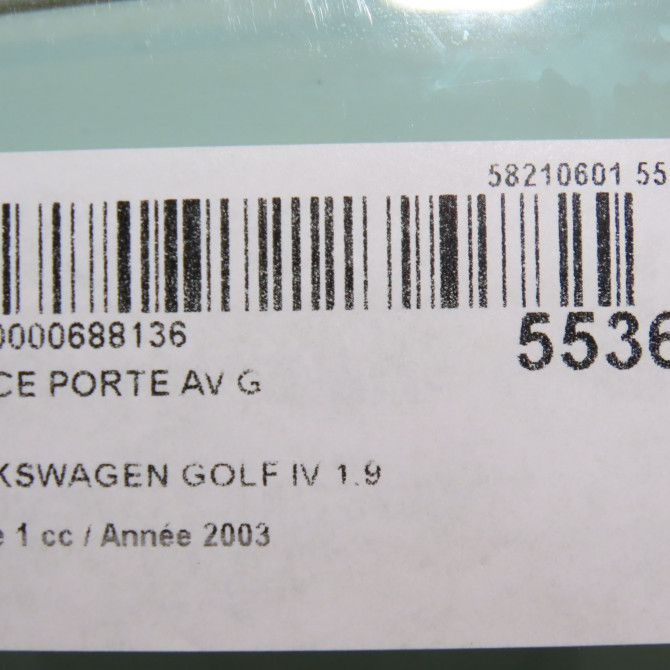 58210601 55
0000688136
5536
CE PORTE AV G
KSWAGEN GOLF IV 1.9
e 1 cc / Année 2003